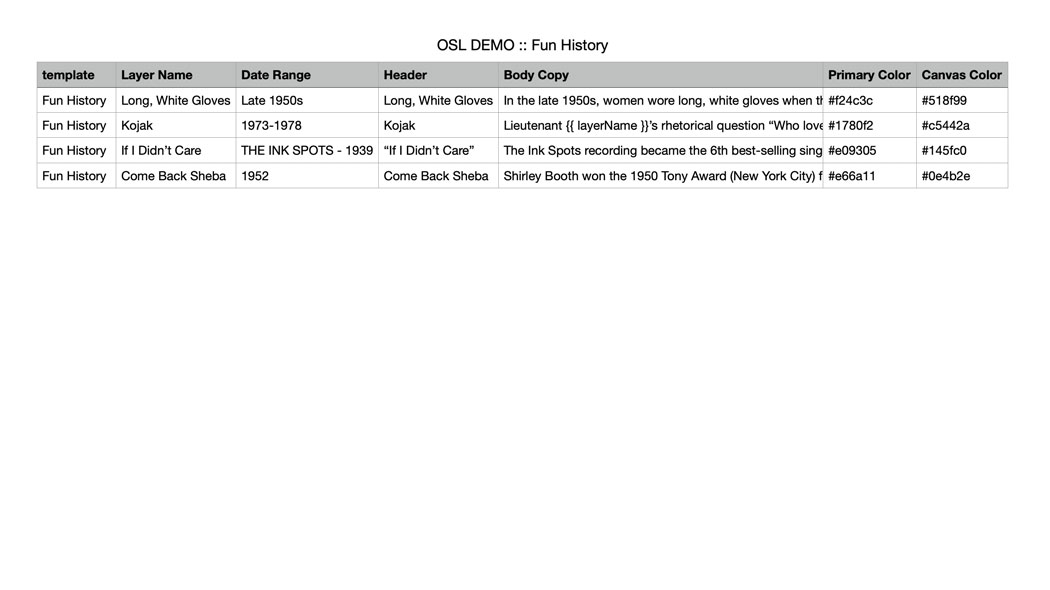 OSL DEMO :: Fun History
template Layer Name Date Range Header Body Copy Primary Color Canvas Color
Fun History Long, White Gloves Late 1950s Long, White Gloves In the late 1950s, women wore long, white gloves when #f24c3c #518f99
Fun History Kojak 1973-1978 Kojak Lieutenant {{ layerName }}’s rhetorical question “Who love #1780f2 #c5442a
Fun History If I Didn’t Care THE INK SPOTS - 1939 “If I Didn’t Care” The Ink Spots recording became the 6th best-selling sing #e09305 #145fc0
Fun History Come Back Sheba 1952 Come Back Sheba Shirley Booth won the 1950 Tony Award (New York City) #e66a11 #0e4b2e